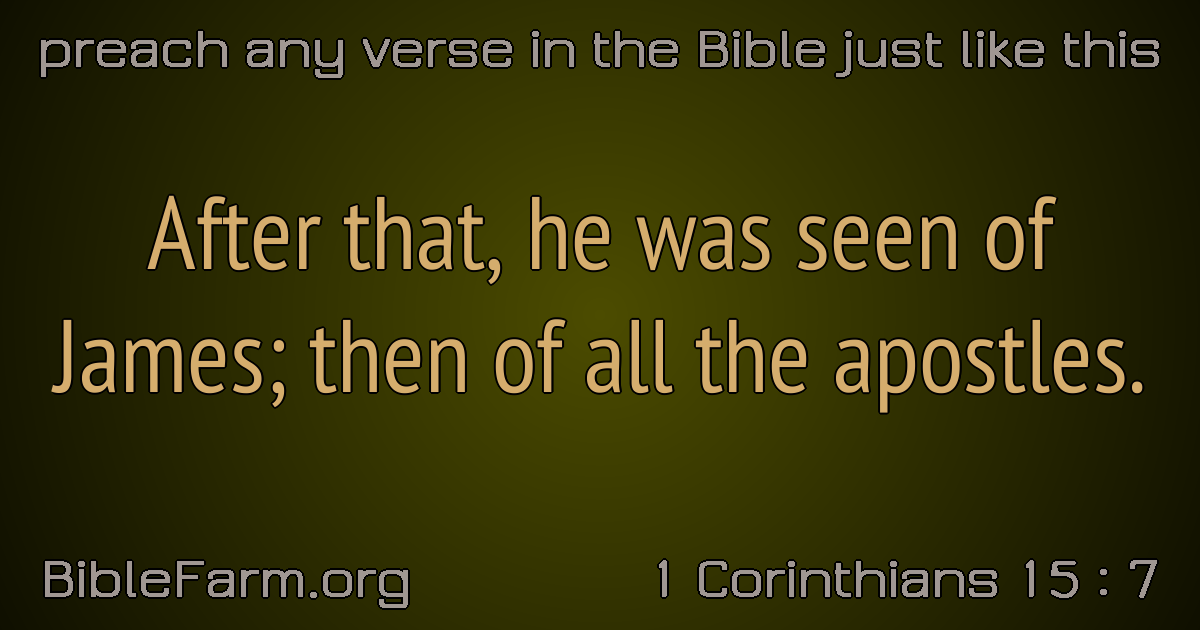 preach any verse in the Bible just like this
After that, he was seen of
James; then of all the apostles.
BibleFarm.org
1 Corinthians 15 : 7